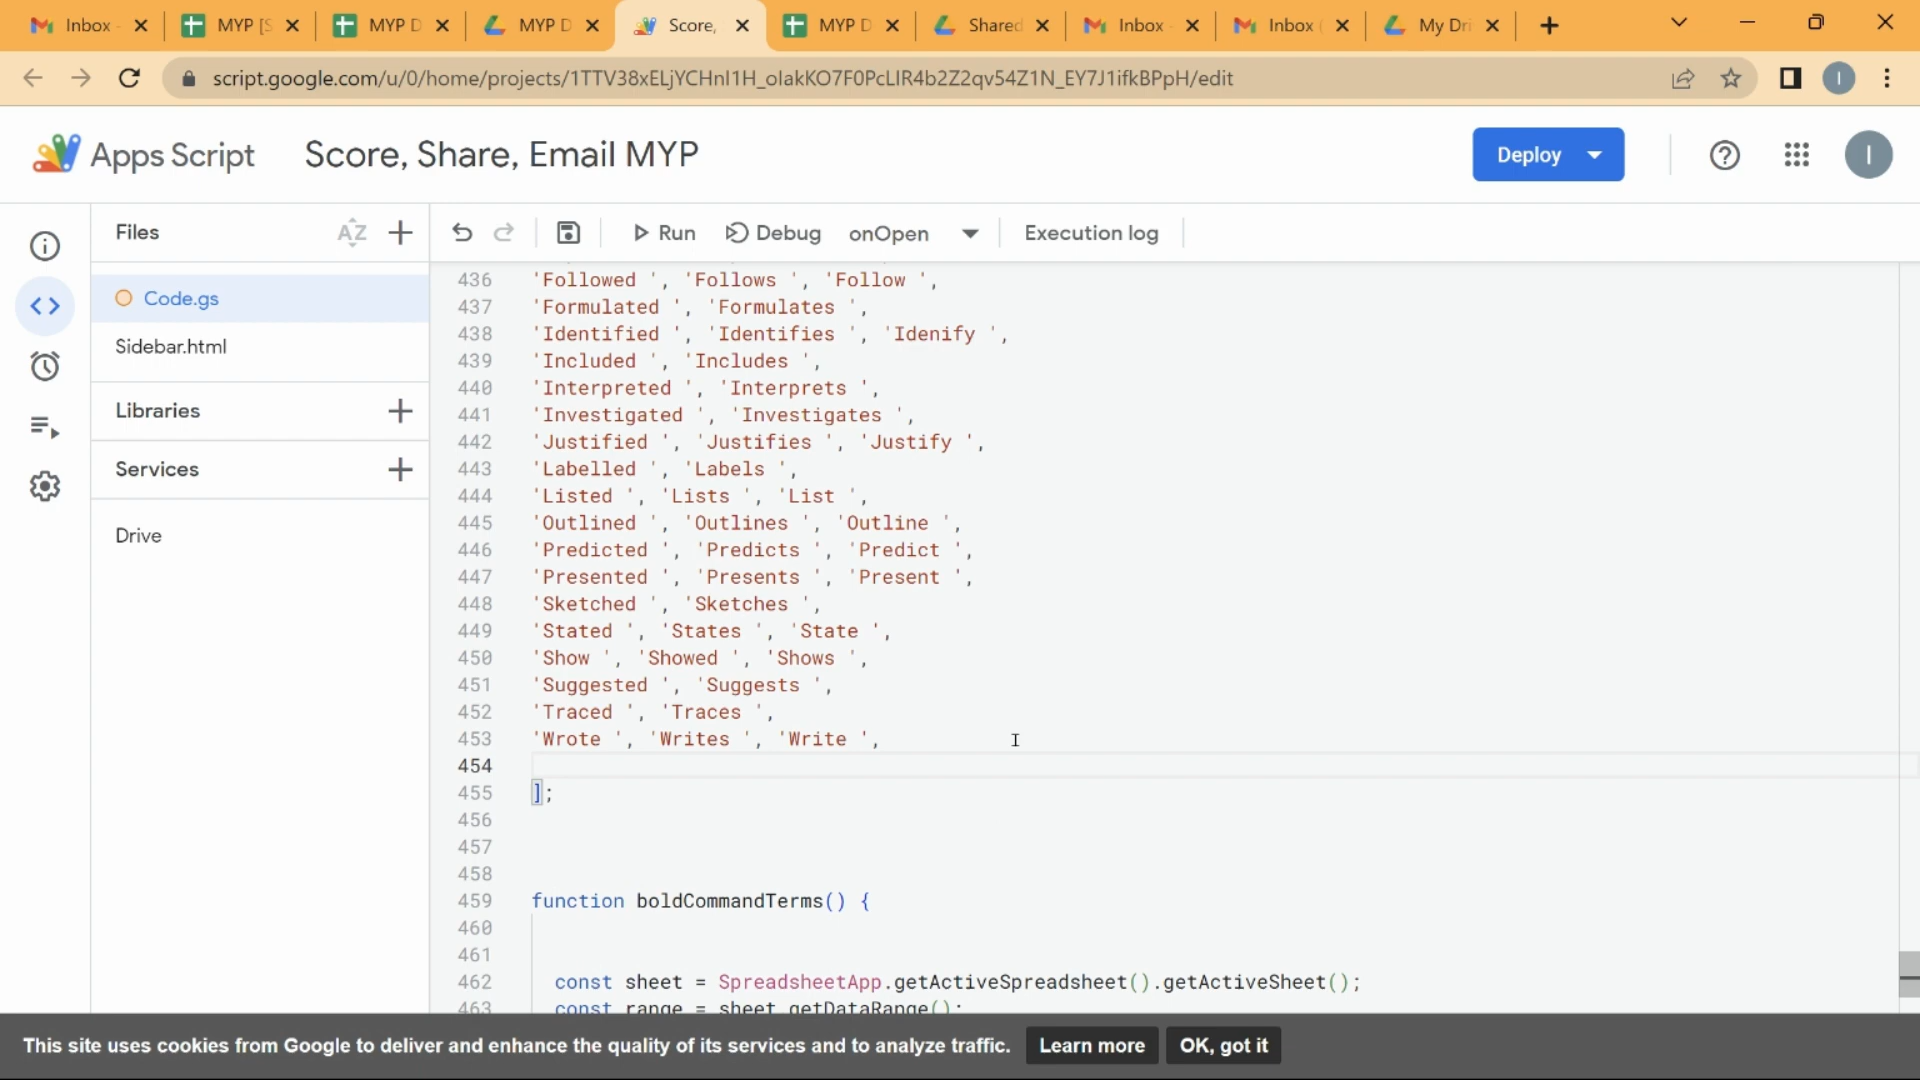 Inbox -
MYP [S
MYP D
MYP D
Score,
MYP D
Shared
Inbox -
Inbox (
My Dri
script.google.com/u/0/home/projects/1TTV38xELjYCHnI1H_olakKO7F0PcLIR4b2Z2qv54Z1N_EY7J1ifkBPpH/edit
I
Apps Script
Score, Share, Email MYP
Deploy
I
Files
AZ
Run
Debug
onOpen
Execution log
Code.gs
Sidebar.html
Libraries
Services
Drive
436 'Followed ', 'Follows ', 'Follow ',
437 'Formulated ', 'Formulates ',
438 'Identified ', 'Identifies ', 'Idenify ',
439 'Included ', 'Includes ',
440 'Interpreted ', 'Interprets ',
441 'Investigated ', 'Investigates ',
442 'Justified ', 'Justifies ', 'Justify ',
443 'Labelled ', 'Labels ',
444 'Listed ', 'Lists ', 'List ',
445 'Outlined ', 'Outlines ', 'Outline ',
446 'Predicted ', 'Predicts ', 'Predict ',
447 'Presented ', 'Presents ', 'Present ',
448 'Sketched ', 'Sketches ',
449 'Stated ', 'States ', 'State ',
450 'Show ', 'Showed ', 'Shows ',
451 'Suggested ', 'Suggests ',
452 'Traced ', 'Traces ',
453 'Wrote ', 'Writes ', 'Write ',
454
455 ];
456
457
458
459 function boldCommandTerms() {
460
461
462 const sheet = SpreadsheetApp.getActiveSpreadsheet().getActiveSheet();
463 const range = sheet.getDataRange();
This site uses cookies from Google to deliver and enhance the quality of its services and to analyze traffic.
Learn more
OK, got it